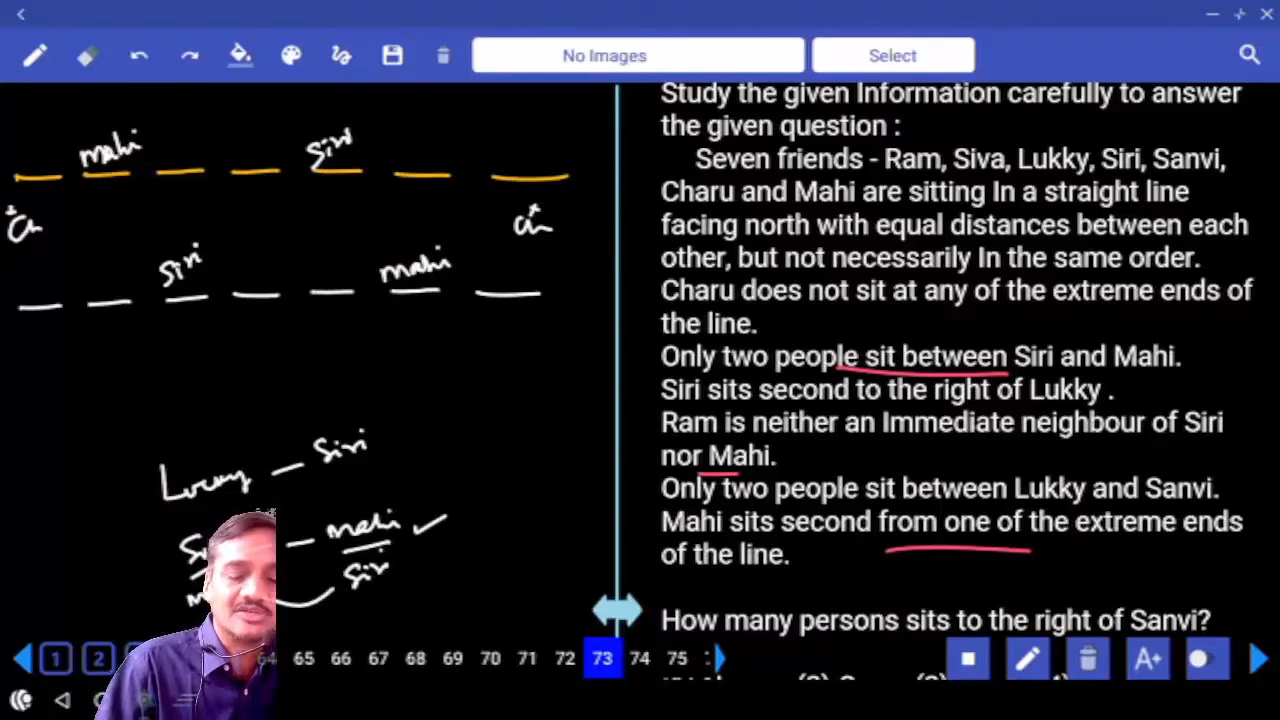 No Images
Select
Study the given Information carefully to answer
the given question :
Seven friends - Ram, Siva, Lukky, Siri, Sanvi,
Charu and Mahi are sitting In a straight line
facing north with equal distances between each
other, but not necessarily In the same order.
Charu does not sit at any of the extreme ends of
the line.
Only two people sit between Siri and Mahi.
Siri sits second to the right of Lukky .
Ram is neither an Immediate neighbour of Siri
nor Mahi.
Only two people sit between Lukky and Sanvi.
Mahi sits second from one of the extreme ends
of the line.
How many persons sits to the right of Sanvi?
mahi siri
siri mahi
Lucky — siri
— mahi ✓
siri
1 2 64 65 66 67 68 69 70 71 72 73 74 75
A+